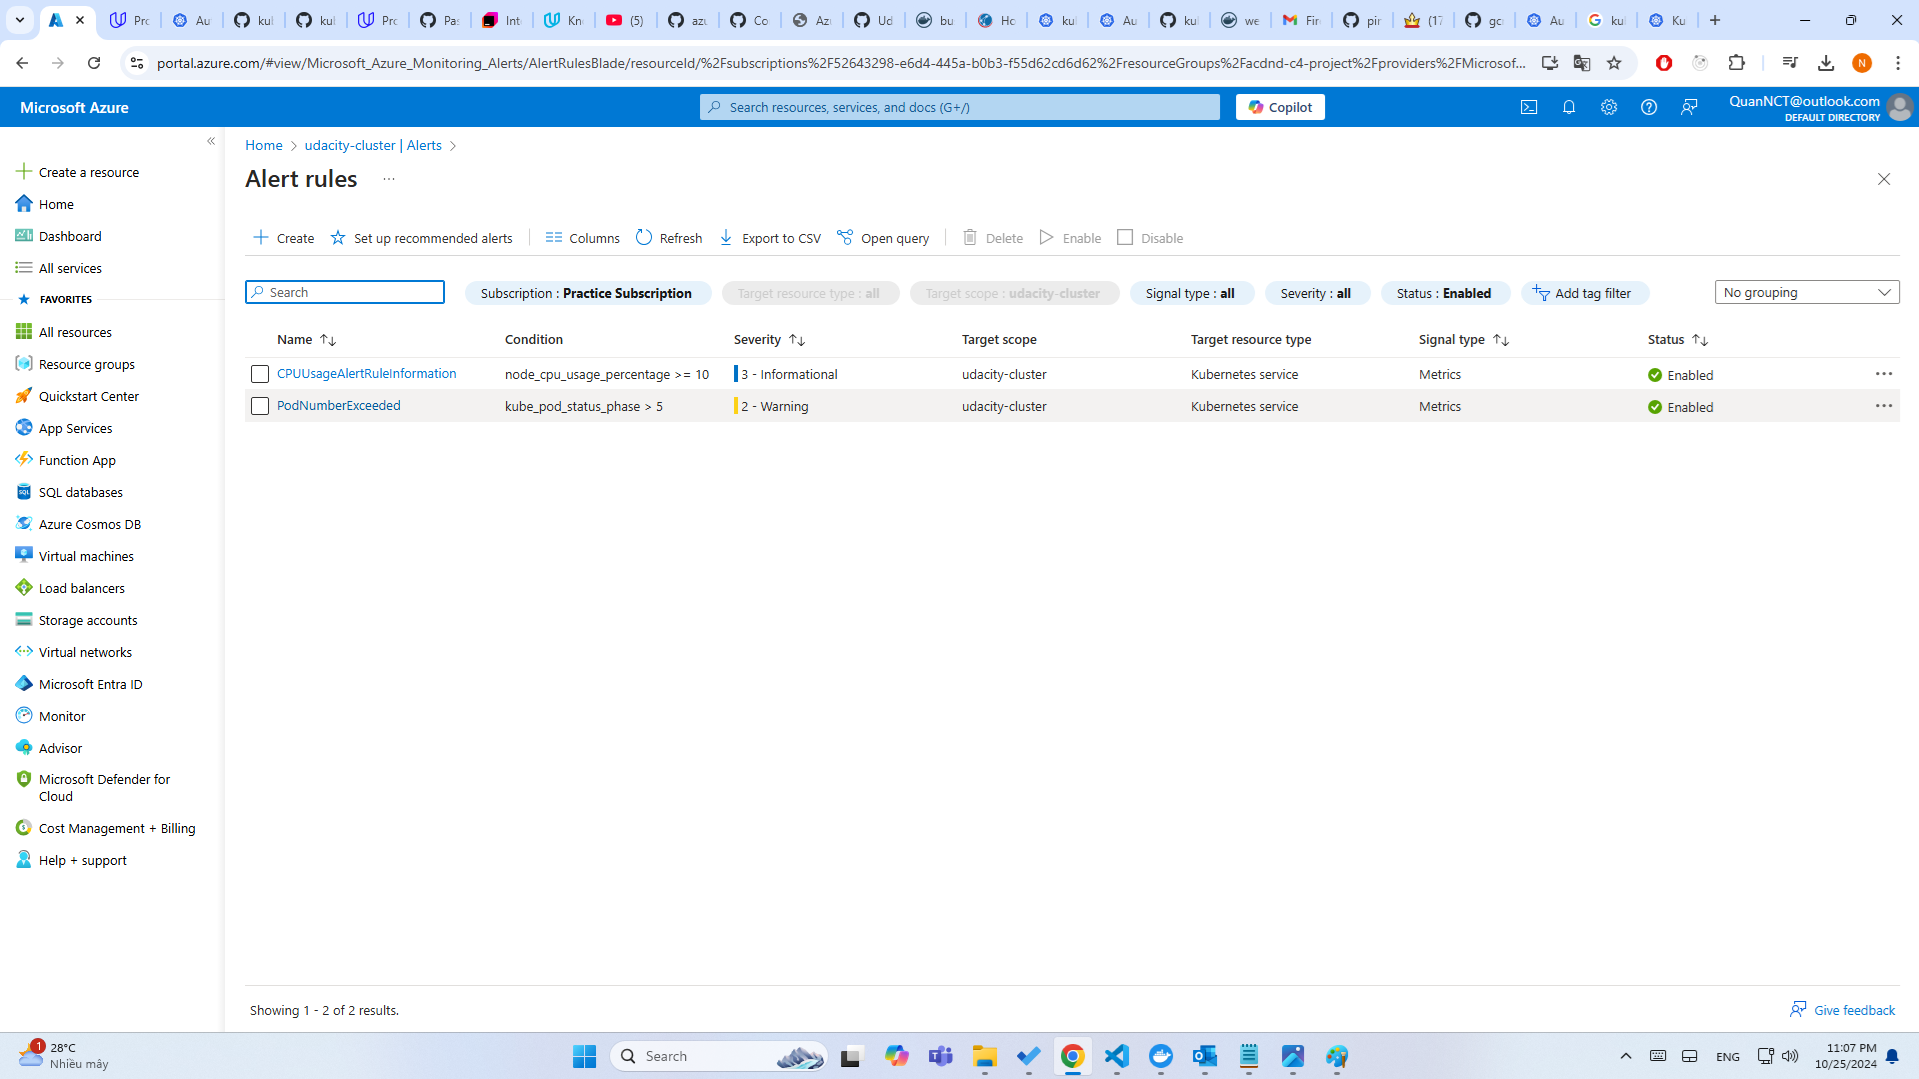 Pro
Au
kul
kul
Pro
Pas
Inte
Kno
(5)
azu
Co
Azu
Ud
bu
Ho
kul
Au
kul
we
Fire
pir
(17
gc
Au
kul
Ku
portal.azure.com/#view/Microsoft_Azure_Monitoring_Alerts/AlertRulesBlade/resourceId/%2Fsubscriptions%2F52643298-e6d4-445a-b0b3-f55d62cd6d62%2FresourceGroups%2Facdnd-c4-project%2Fproviders%2FMicrosof...
N
Microsoft Azure
Search resources, services, and docs (G+/)
Copilot
QuanNCT@outlook.com
DEFAULT DIRECTORY
Create a resource
Home
Dashboard
All services
FAVORITES
All resources
Resource groups
Quickstart Center
App Services
Function App
SQL databases
Azure Cosmos DB
Virtual machines
Load balancers
Storage accounts
Virtual networks
Microsoft Entra ID
Monitor
Advisor
Microsoft Defender for
Cloud
Cost Management + Billing
Help + support
Home > udacity-cluster | Alerts >
Alert rules ...
Create Set up recommended alerts Columns Refresh Export to CSV Open query Delete Enable Disable
Search Subscription : Practice Subscription Target resource type : all Target scope : udacity-cluster Signal type : all Severity : all Status : Enabled Add tag filter No grouping
Name Condition Severity Target scope Target resource type Signal type Status
CPUUsageAlertRuleInformation node_cpu_usage_percentage >= 10 3 - Informational udacity-cluster Kubernetes service Metrics Enabled
PodNumberExceeded kube_pod_status_phase > 5 2 - Warning udacity-cluster Kubernetes service Metrics Enabled
Showing 1 - 2 of 2 results. Give feedback
1
28°C
Nhiều mây
Search
ENG
11:07 PM
10/25/2024